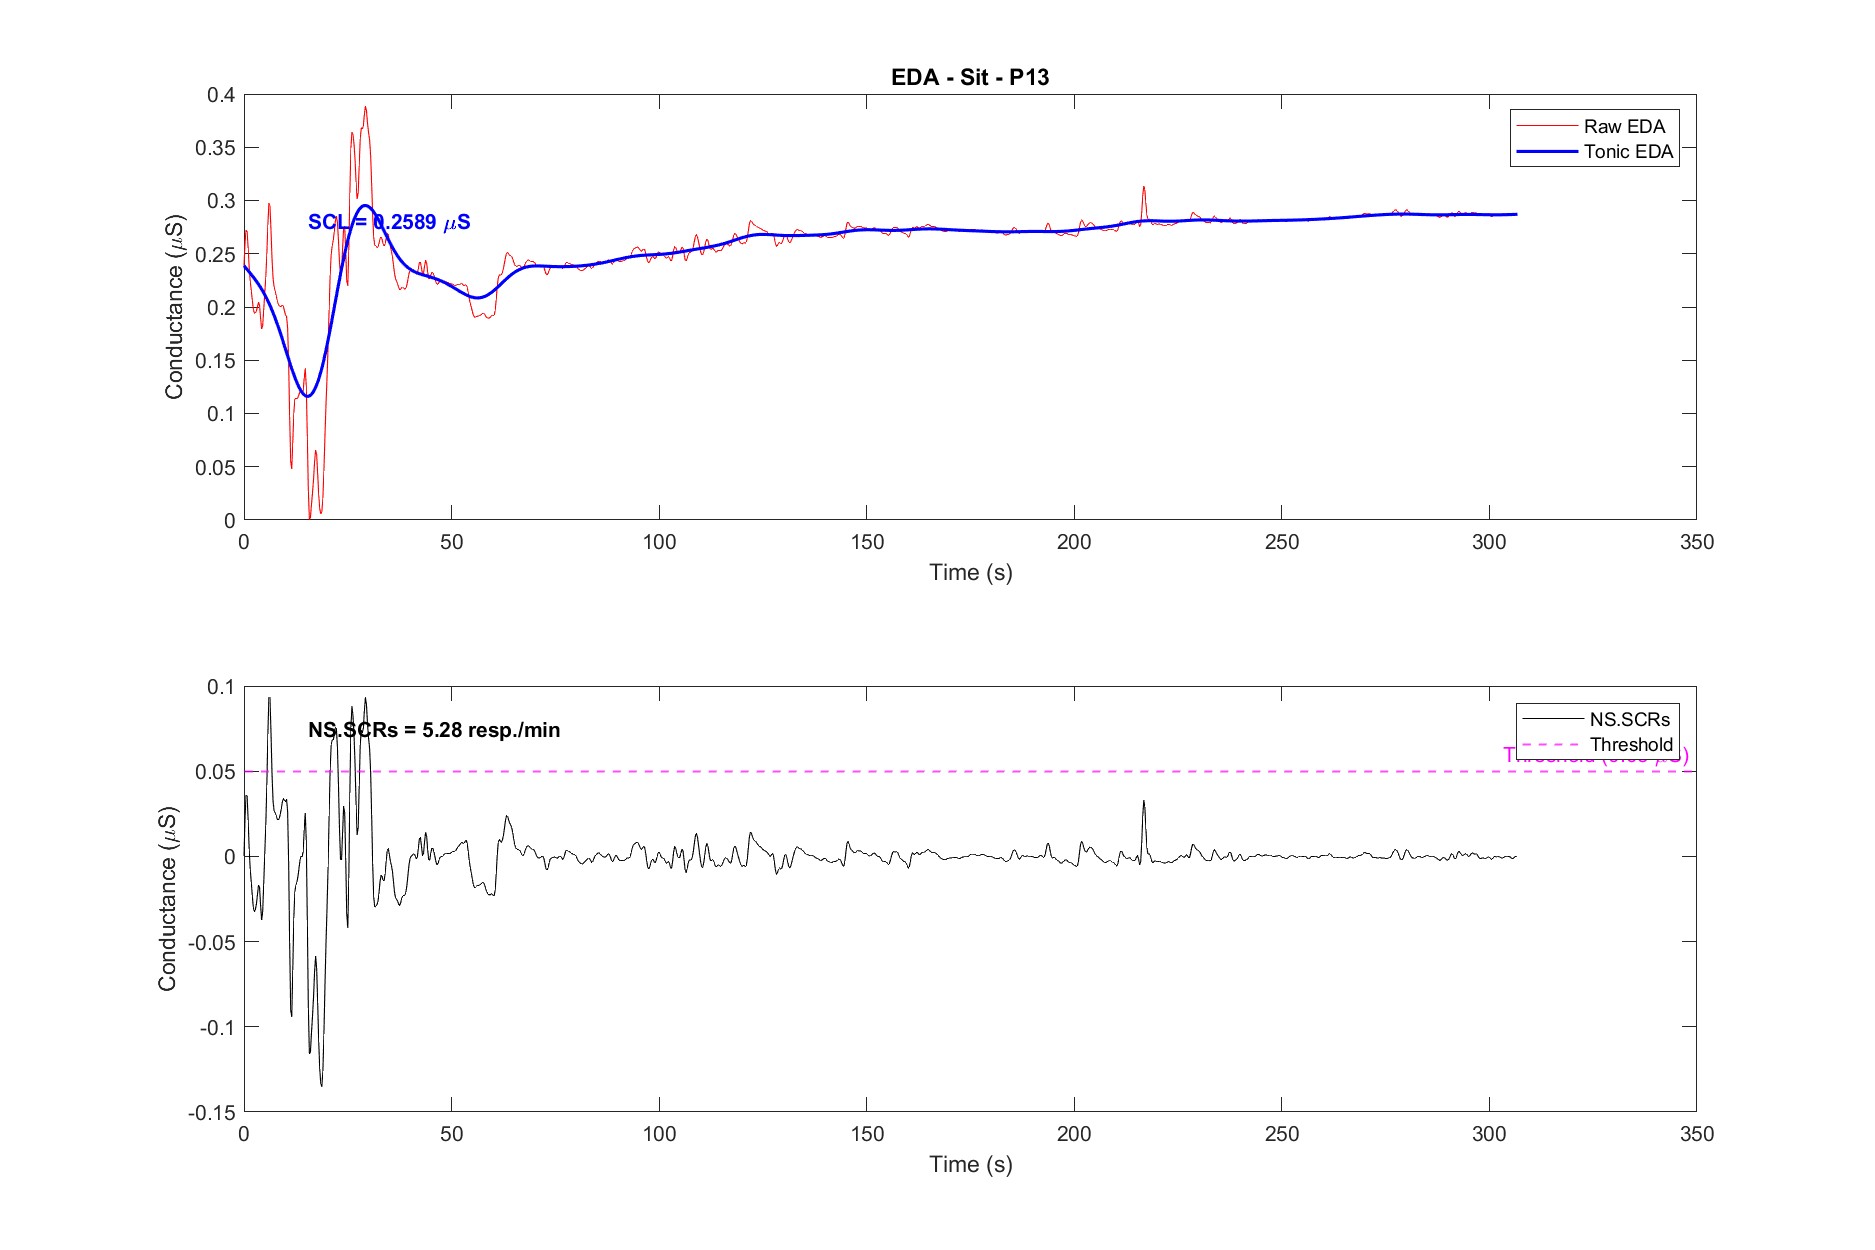 EDA - Sit - P13
0.4
0.35
0.3
0.25
0.2
0.15
0.1
0.05
0
Conductance (μS)
SCL = 0.2589 μS
Raw EDA
Tonic EDA
0 50 100 150 200 250 300 350
Time (s)
0.1
0.05
0
-0.05
-0.1
-0.15
Conductance (μS)
NS.SCRs = 5.28 resp./min
NS.SCRs
Threshold
0 50 100 150 200 250 300 350
Time (s)